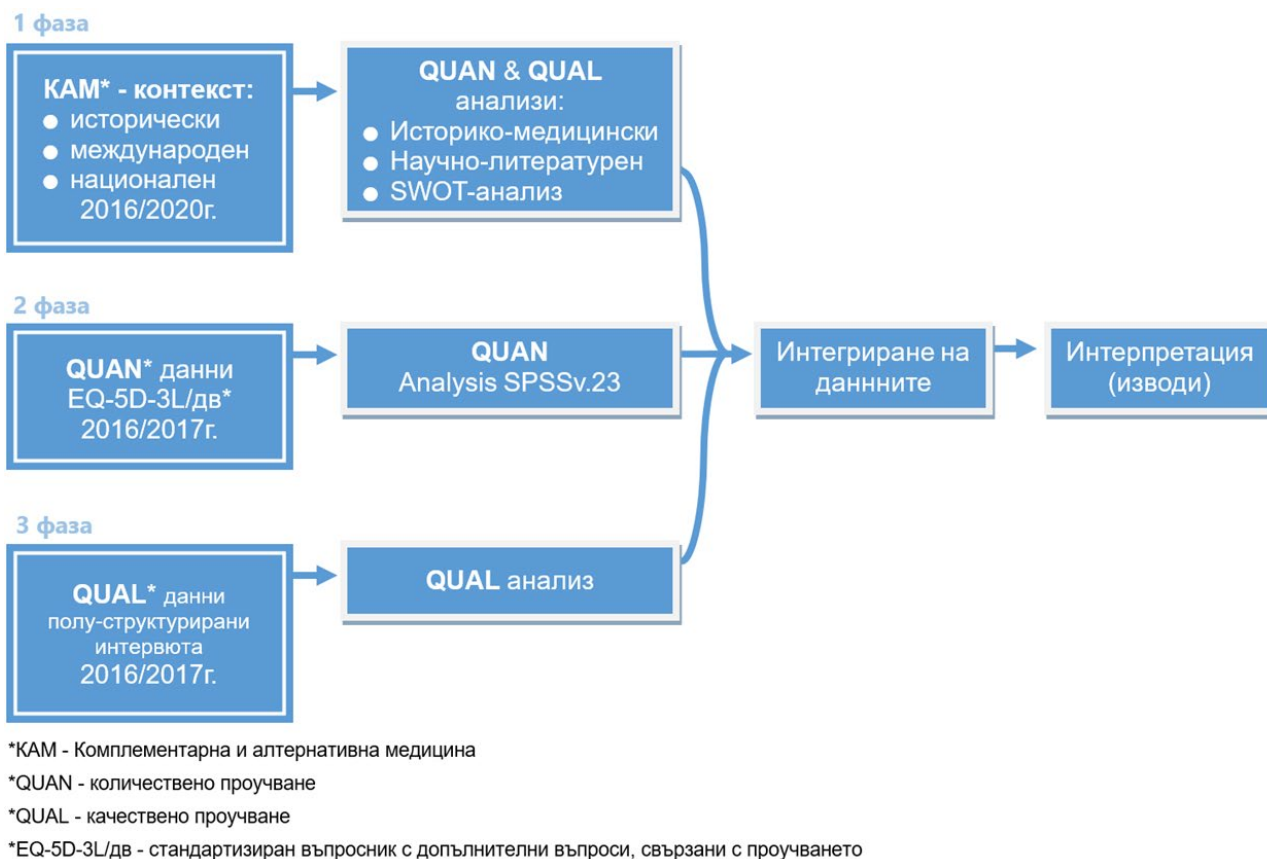 1 фаза
КАМ* - контекст:
● исторически
● международен
● национален
2016/2020г.
QUAN & QUAL
анализи:
● Историко-медицински
● Научно-литературен
● SWOT-анализ
2 фаза
QUAN* данни
EQ-5D-3L/дв*
2016/2017г.
QUAN
Analysis SPSSv.23
Интегриране на
даннните
Интерпретация
(изводи)
3 фаза
QUAL* данни
полу-структурирани
интервюта
2016/2017г.
QUAL анализ
*КАМ - Комплементарна и алтернативна медицина
*QUAN - количествено проучване
*QUAL - качествено проучване
*EQ-5D-3L/дв - стандартизиран въпросник с допълнителни въпроси, свързани с проучването